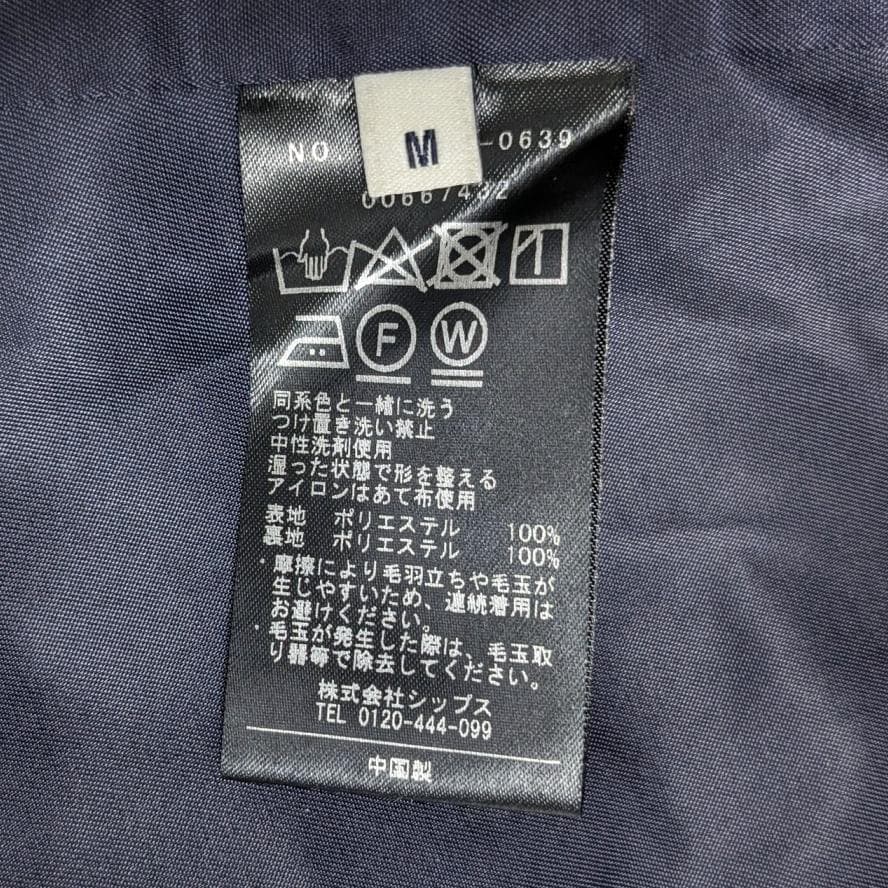 M
NO. -0639
00667432
F W
同系色と一緒に洗う
つけ置き洗い禁止
中性洗剤使用
湿った状態で形を整える
アイロンはあて布使用
表地 ポリエステル 100%
裏地 ポリエステル 100%
・摩擦により毛羽立ちや毛玉が
生じやすいため、連続着用は
お避けください。
・毛玉が発生した際は、毛玉取
り器等で除去してください。
株式会社シップス
TEL 0120-444-099
中国製